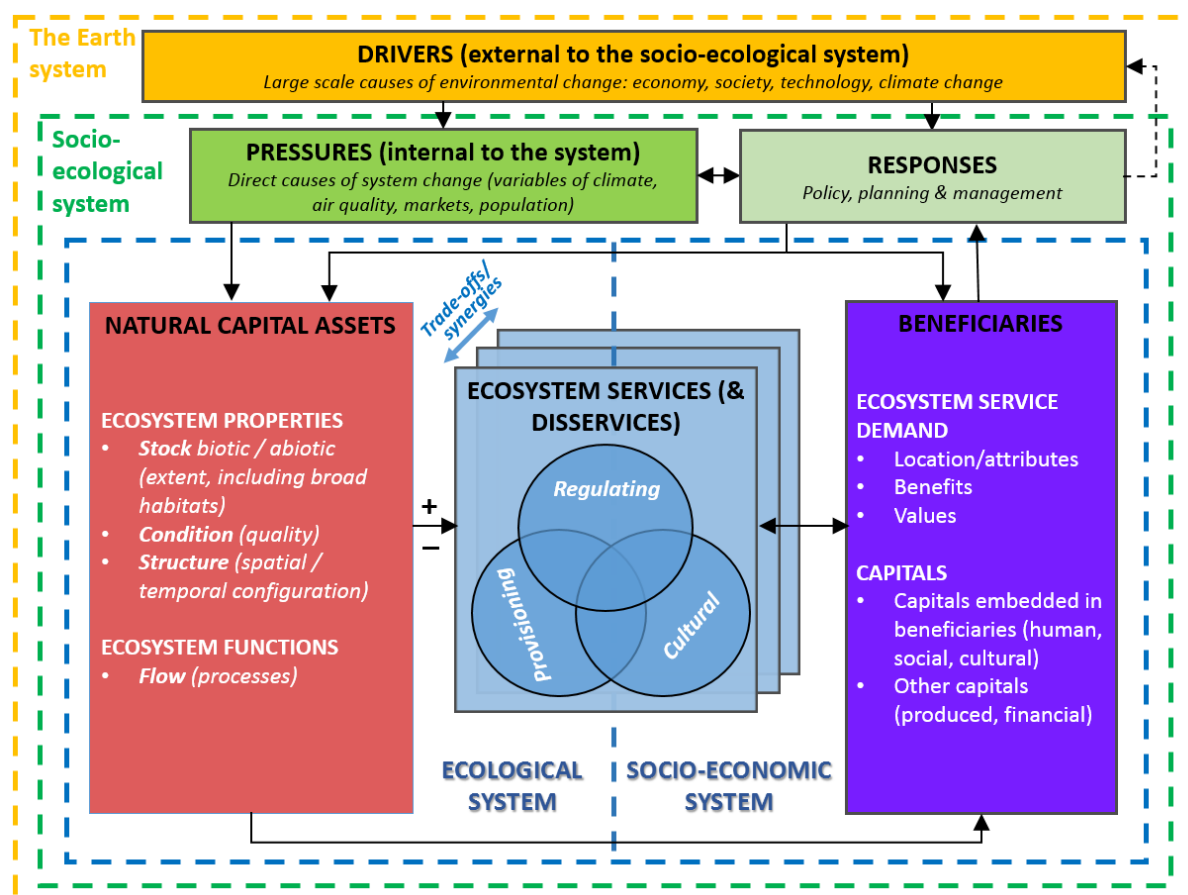 The Earth
system
DRIVERS (external to the socio-ecological system)
Large scale causes of environmental change: economy, society, technology, climate change
Socio-
ecological
system
PRESSURES (internal to the system)
Direct causes of system change (variables of climate,
air quality, markets, population)
RESPONSES
Policy, planning & management
Trade-offs/
synergies
NATURAL CAPITAL ASSETS
ECOSYSTEM PROPERTIES
• Stock biotic / abiotic
(extent, including broad
habitats)
• Condition (quality)
• Structure (spatial /
temporal configuration)
ECOSYSTEM FUNCTIONS
• Flow (processes)
+
−
ECOSYSTEM SERVICES (&
DISSERVICES)
Regulating
Provisioning
Cultural
BENEFICIARIES
ECOSYSTEM SERVICE
DEMAND
• Location/attributes
• Benefits
• Values
CAPITALS
• Capitals embedded in
beneficiaries (human,
social, cultural)
• Other capitals
(produced, financial)
ECOLOGICAL
SYSTEM
SOCIO-ECONOMIC
SYSTEM